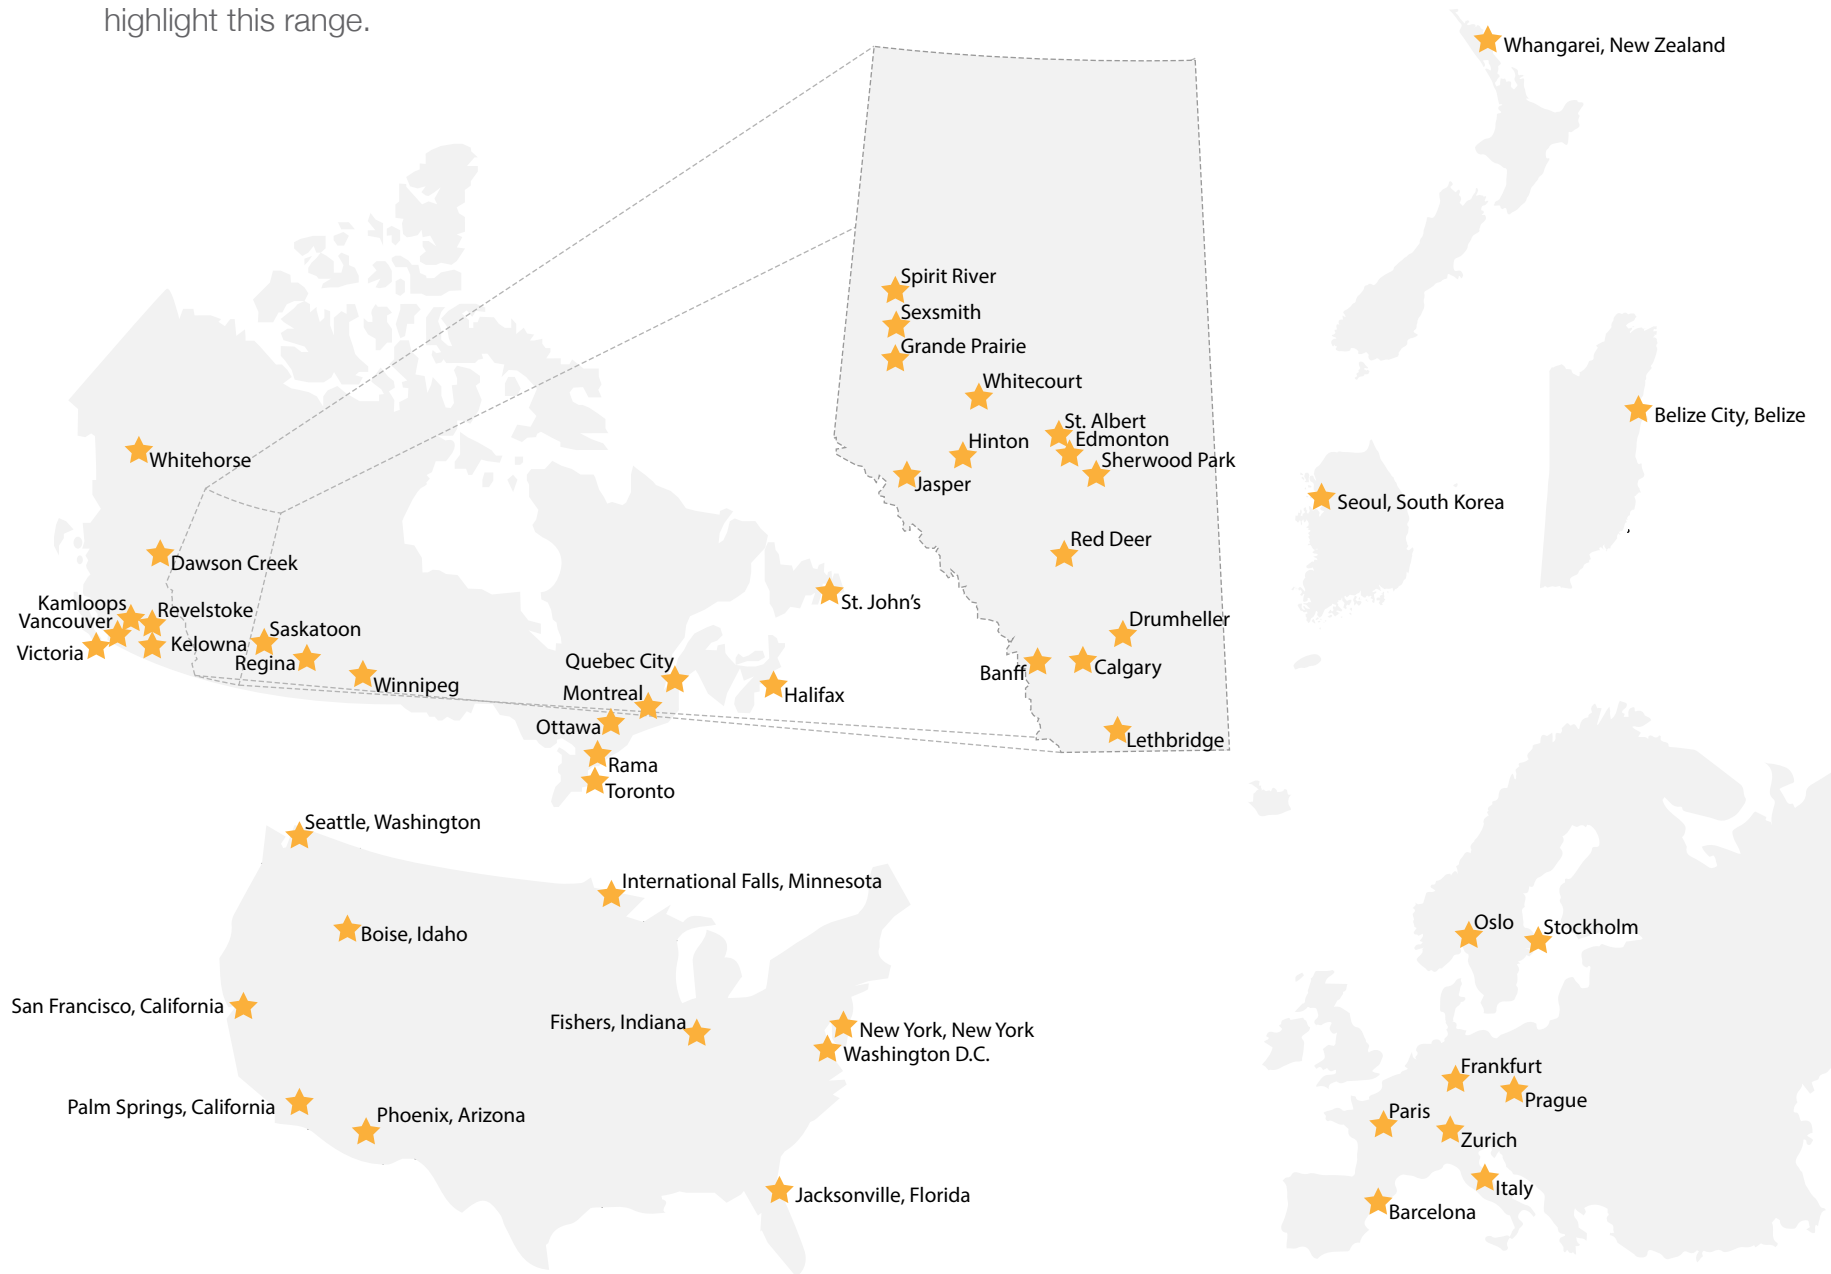 highlight this range.
Whangarei, New Zealand
Spirit River
Sexsmith
Grande Prairie
Whitecourt
St. Albert
Edmonton
Hinton
Sherwood Park
Jasper
Red Deer
Drumheller
Banff
Calgary
Lethbridge
Belize City, Belize
Seoul, South Korea
,
Whitehorse
Dawson Creek
Kamloops
Revelstoke
Vancouver
Victoria
Kelowna
Saskatoon
Regina
Winnipeg
St. John’s
Quebec City
Montreal
Halifax
Ottawa
Rama
Toronto
Seattle, Washington
International Falls, Minnesota
Boise, Idaho
San Francisco, California
Fishers, Indiana
New York, New York
Washington D.C.
Palm Springs, California
Phoenix, Arizona
Jacksonville, Florida
Oslo
Stockholm
Frankfurt
Prague
Paris
Zurich
Italy
Barcelona